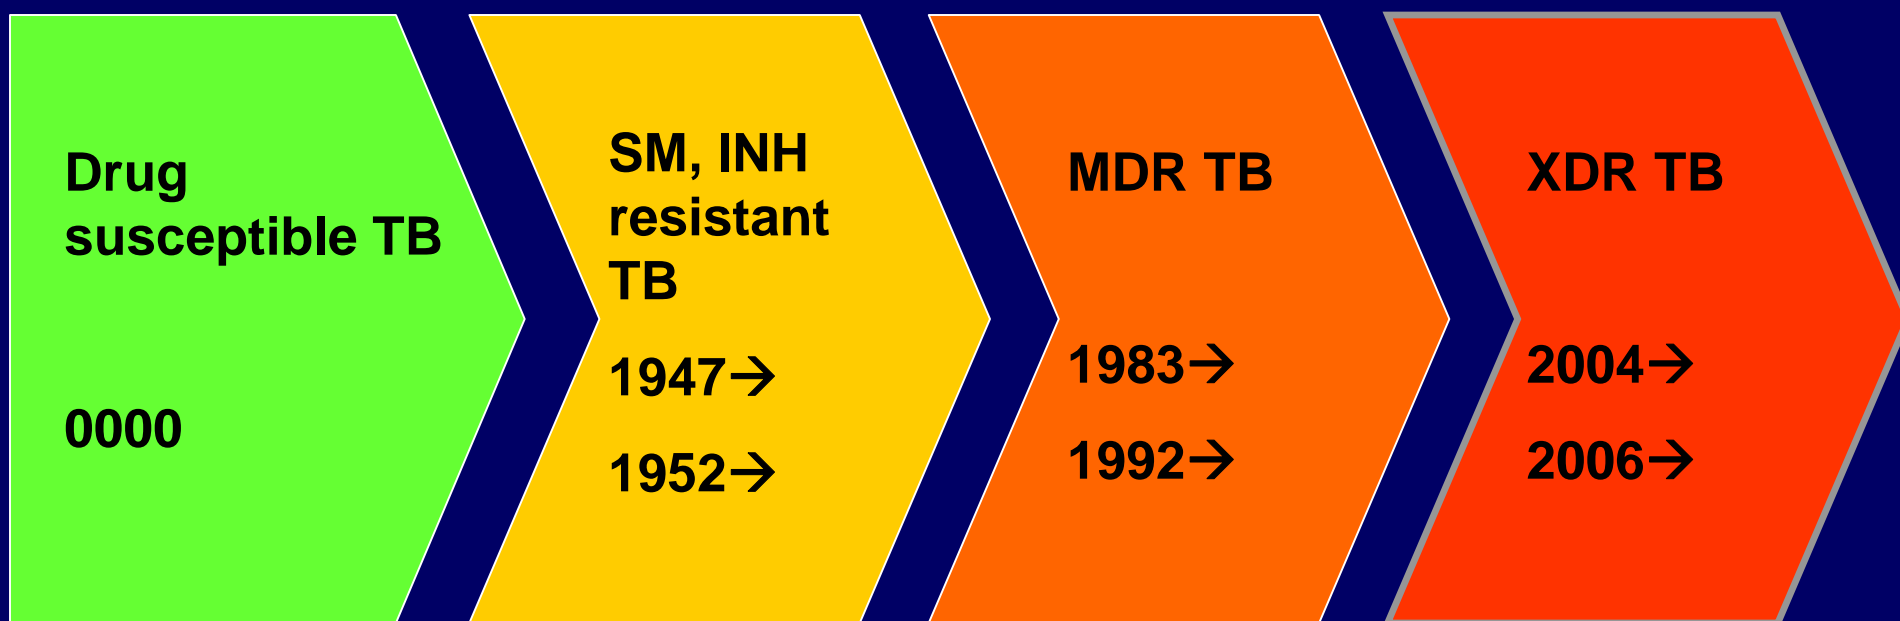 Drug
susceptible TB
0000
SM, INH
resistant
TB
1947→
1952→
MDR TB
1983→
1992→
XDR TB
2004→
2006→